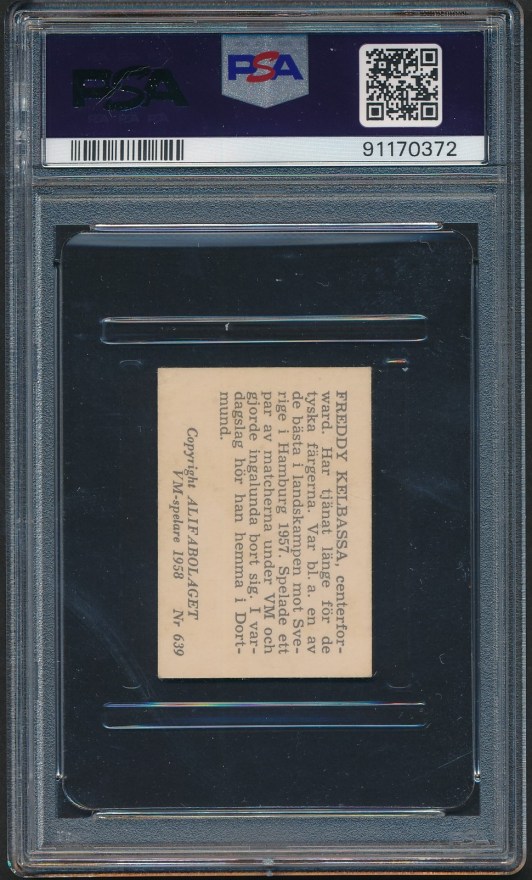 PSA
PSA
91170372
FREDDY KELBASSA, centerfor-
ward. Har tjänat länge för de
tyska färgerna. Var bl. a. en av
de bästa i landskampen mot Sve-
rige i Hamburg 1957. Spelade ett
par av matcherna under VM och
gjorde ingalunda bort sig. I var-
dagslag hör han hemma i Dort-
mund.
Copyright ALIFABOLAGET
VM-spelare 1958 Nr 639